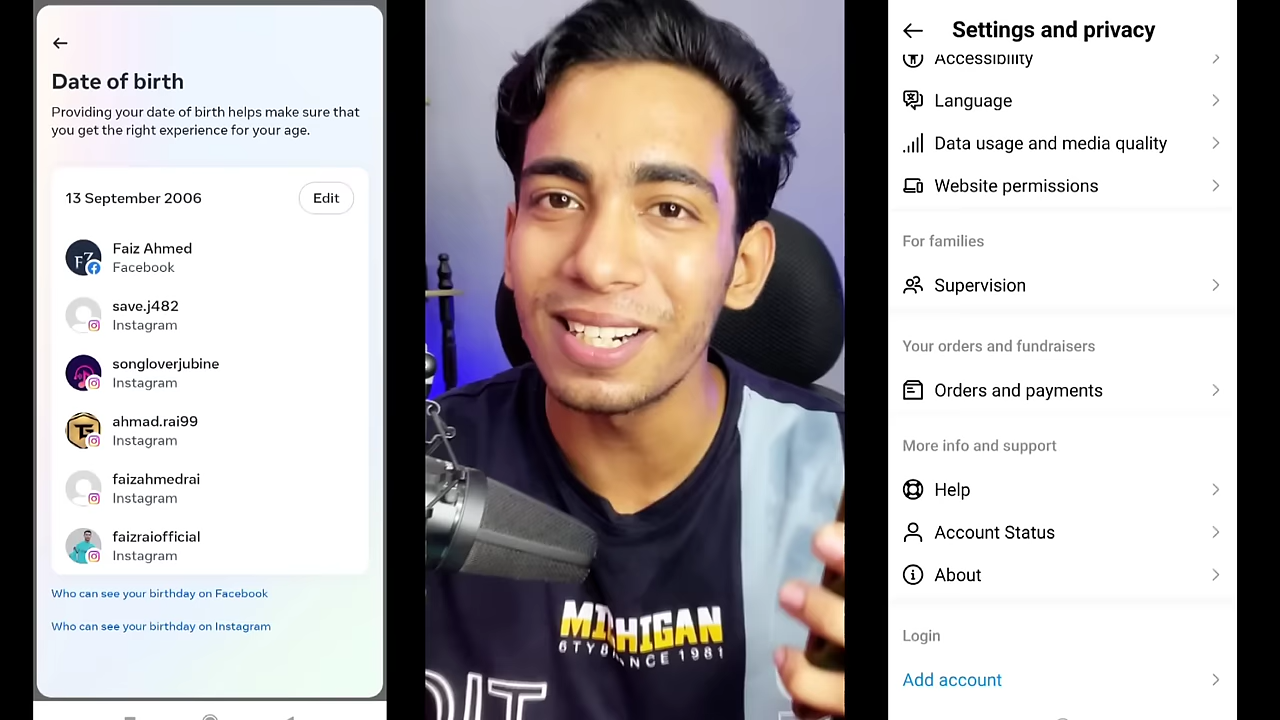 Date of birth
Providing your date of birth helps make sure that
you get the right experience for your age.
13 September 2006
Edit
FZ
Faiz Ahmed
Facebook
save.j482
Instagram
songloverjubine
Instagram
ahmad.rai99
Instagram
faizahmedrai
Instagram
faizraiofficial
Instagram
Who can see your birthday on Facebook
Who can see your birthday on Instagram
MICHIGAN
SINCE 1981
Settings and privacy
Accessibility
Language
Data usage and media quality
Website permissions
For families
Supervision
Your orders and fundraisers
Orders and payments
More info and support
Help
Account Status
About
Login
Add account